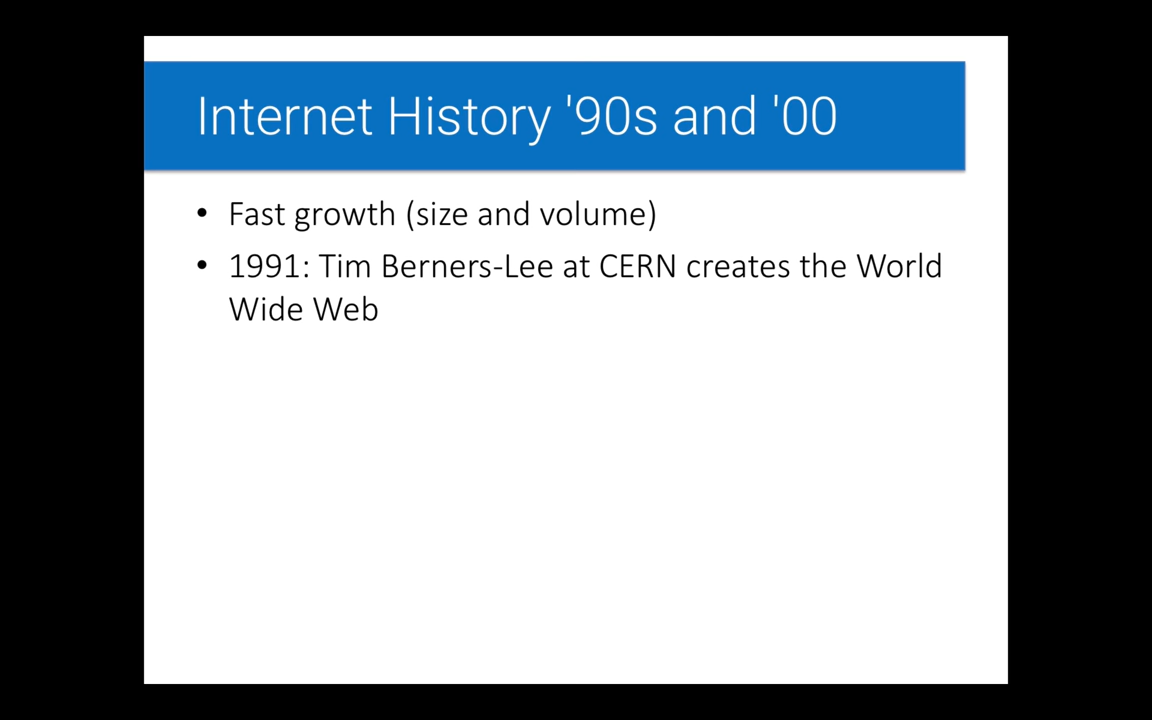 Internet History '90s and '00
• Fast growth (size and volume)
• 1991: Tim Berners-Lee at CERN creates the World
Wide Web